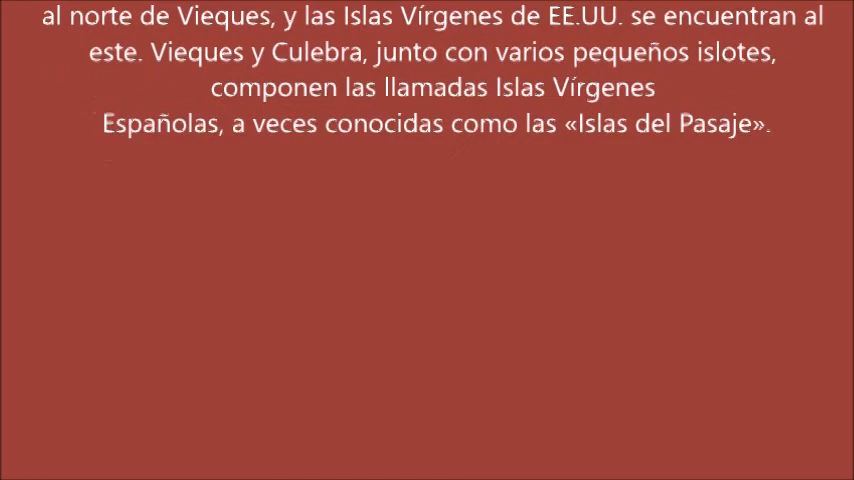 al norte de Vieques, y las Islas Vírgenes de EE.UU. se encuentran al
este. Vieques y Culebra, junto con varios pequeños islotes,
componen las llamadas Islas Vírgenes
Españolas, a veces conocidas como las «Islas del Pasaje».